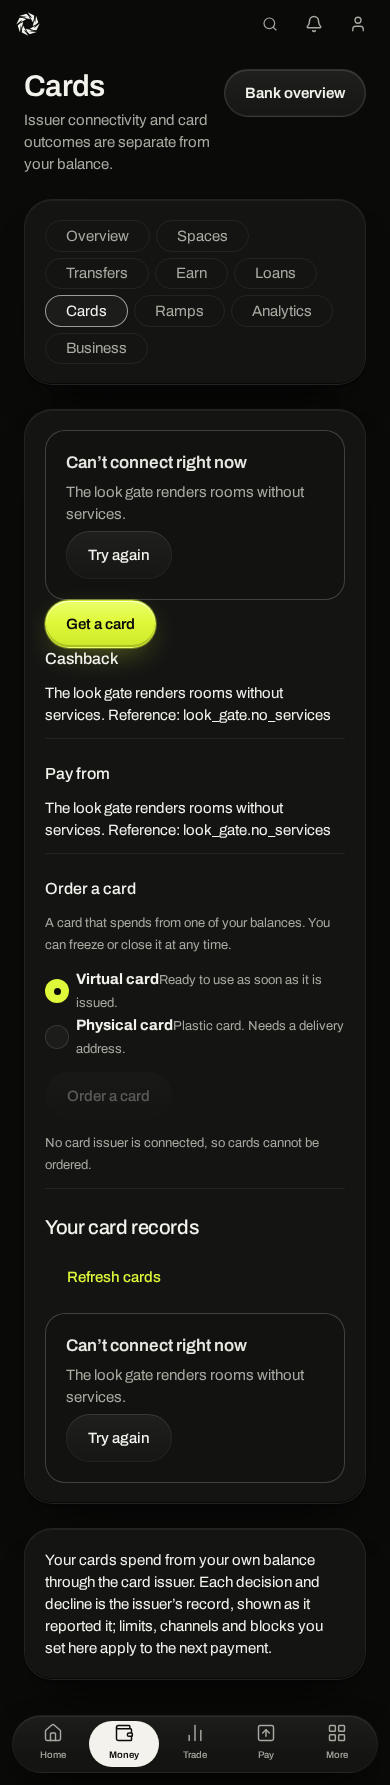 Cards
Bank overview
Issuer connectivity and card
outcomes are separate from
your balance.
Overview
Spaces
Transfers
Earn
Loans
Cards
Ramps
Analytics
Business
Can’t connect right now
The look gate renders rooms without
services.
Try again
Get a card
Cashback
The look gate renders rooms without
services. Reference: look_gate.no_services
Pay from
The look gate renders rooms without
services. Reference: look_gate.no_services
Order a card
A card that spends from one of your balances. You
can freeze or close it at any time.
Virtual cardReady to use as soon as it is
issued.
Physical cardPlastic card. Needs a delivery
address.
Order a card
No card issuer is connected, so cards cannot be
ordered.
Your card records
Refresh cards
Can’t connect right now
The look gate renders rooms without
services.
Try again
Your cards spend from your own balance
through the card issuer. Each decision and
decline is the issuer’s record, shown as it
reported it; limits, channels and blocks you
set here apply to the next payment.
Home
Money
Trade
Pay
More